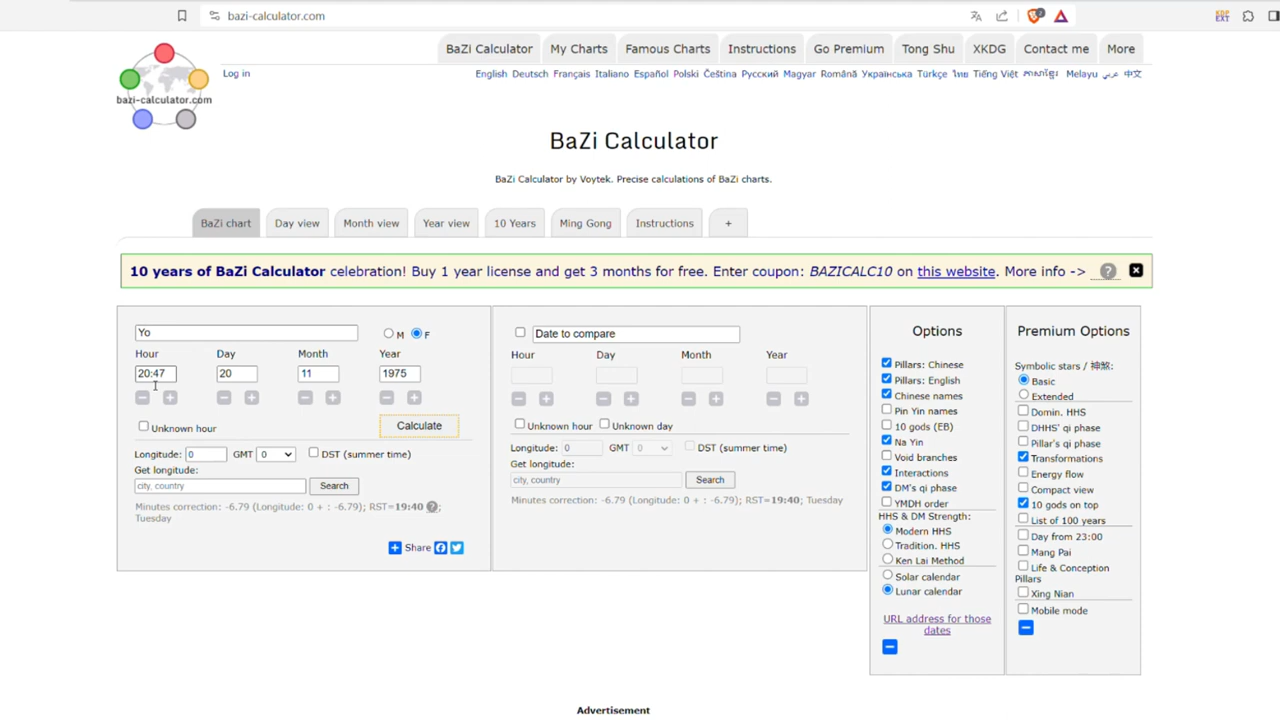 bazi-calculator.com
KDP
EXT
BaZi Calculator My Charts Famous Charts Instructions Go Premium Tong Shu XKDG Contact me More
bazi-calculator.com
Log in
English Deutsch Français Italiano Español Polski Čeština Русский Magyar Română Українська Türkçe ไทย Tiếng Việt ភាសាខ្មែរ Melayu عربي 中文
BaZi Calculator
BaZi Calculator by Voytek. Precise calculations of BaZi charts.
BaZi chart Day view Month view Year view 10 Years Ming Gong Instructions +
10 years of BaZi Calculator celebration! Buy 1 year license and get 3 months for free. Enter coupon: BAZICALC10 on this website. More info -> ?
Yo M F
Hour Day Month Year
20:47 20 11 1975
Unknown hour Calculate
Longitude: 0 GMT 0 DST (summer time)
Get longitude:
city, country Search
Minutes correction: -6.79 (Longitude: 0 + : -6.79); RST=19:40 ?;
Tuesday
Share
Date to compare
Hour Day Month Year
Unknown hour Unknown day
Longitude: 0 GMT 0 DST (summer time)
Get longitude:
city, country Search
Minutes correction: -6.79 (Longitude: 0 + : -6.79); RST=19:40; Tuesday
Options
Pillars: Chinese
Pillars: English
Chinese names
Pin Yin names
10 gods (EB)
Na Yin
Void branches
Interactions
DM's qi phase
YMDH order
HHS & DM Strength:
Modern HHS
Tradition. HHS
Ken Lai Method
Solar calendar
Lunar calendar
URL address for those
dates
Premium Options
Symbolic stars / 神煞:
Basic
Extended
Domin. HHS
DHHS' qi phase
Pillar's qi phase
Transformations
Energy flow
Compact view
10 gods on top
List of 100 years
Day from 23:00
Mang Pai
Life & Conception
Pillars
Xing Nian
Mobile mode
Advertisement